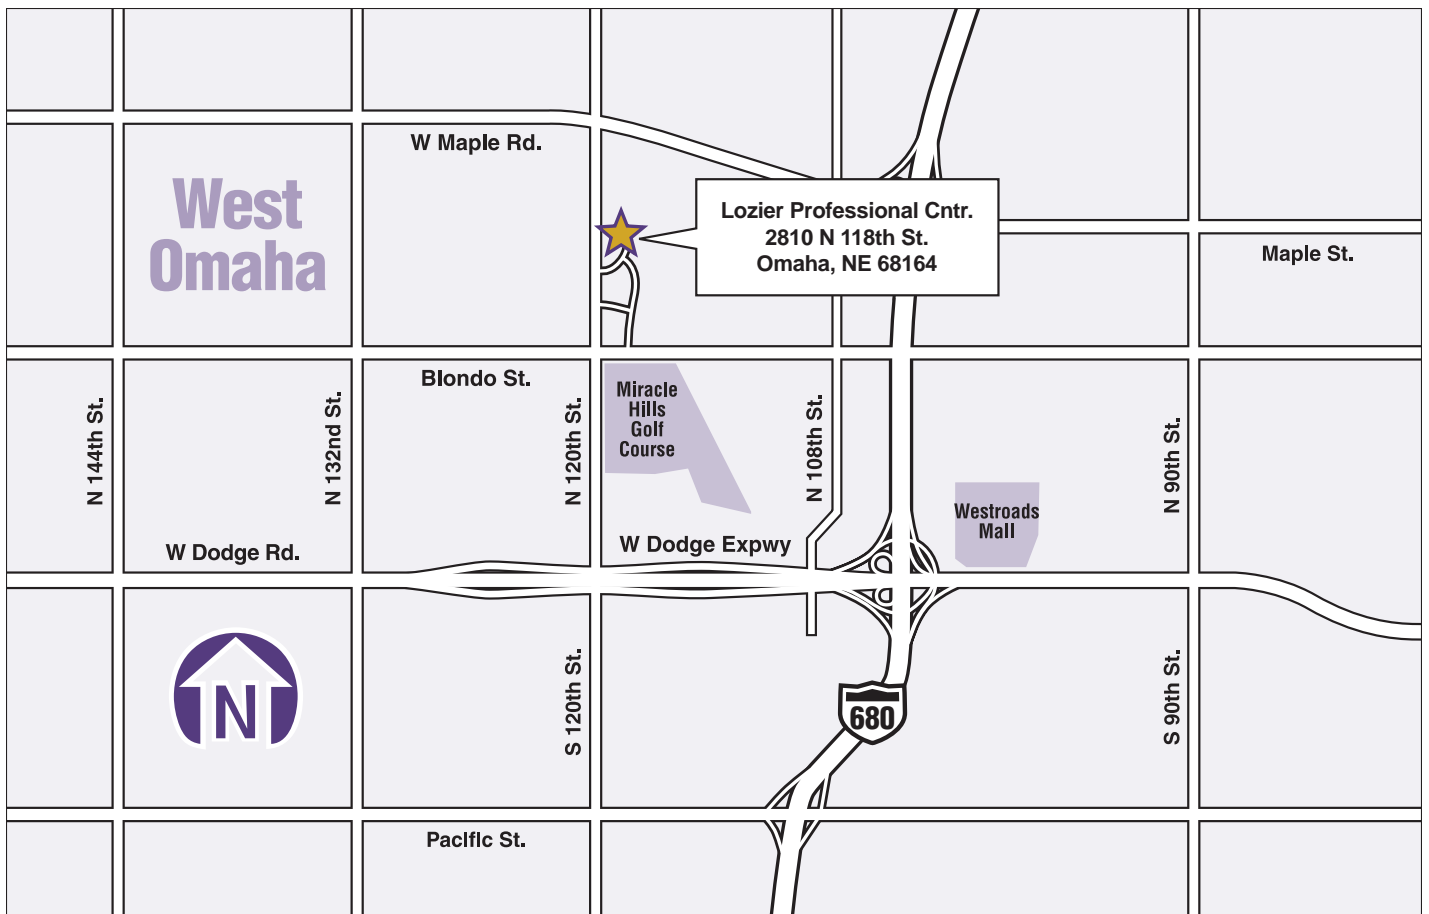 W Maple Rd.
West
Omaha
Lozier Professional Cntr.
2810 N 118th St.
Omaha, NE 68164
Maple St.
Blondo St.
Miracle
Hills
Golf
Course
N 144th St.
N 132nd St.
N 120th St.
N 108th St.
N 90th St.
Westroads
Mall
W Dodge Rd.
W Dodge Expwy
N
S 120th St.
680
S 90th St.
Paclflc St.